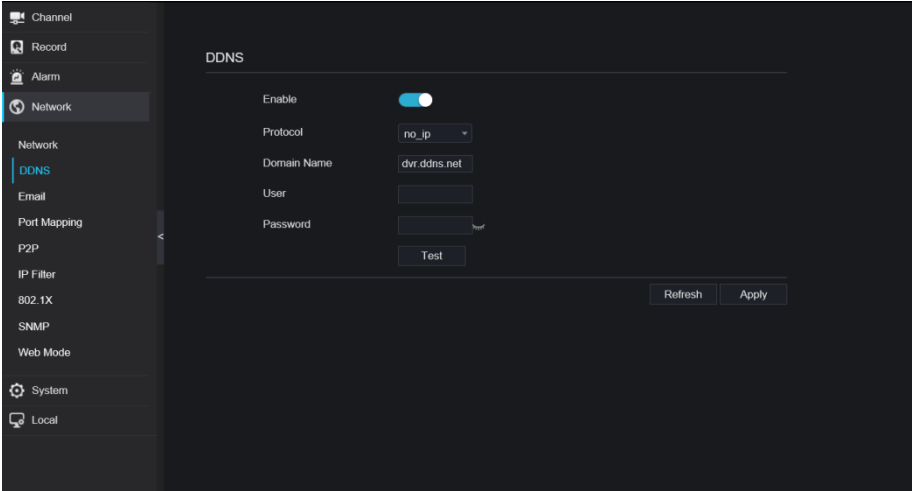 Channel
Record
Alarm
Network
Network
DDNS
Email
Port Mapping
P2P
IP Filter
802.1X
SNMP
Web Mode
System
Local
<
DDNS
Enable
Protocol no_ip
Domain Name dvr.ddns.net
User
Password
Test
Refresh Apply